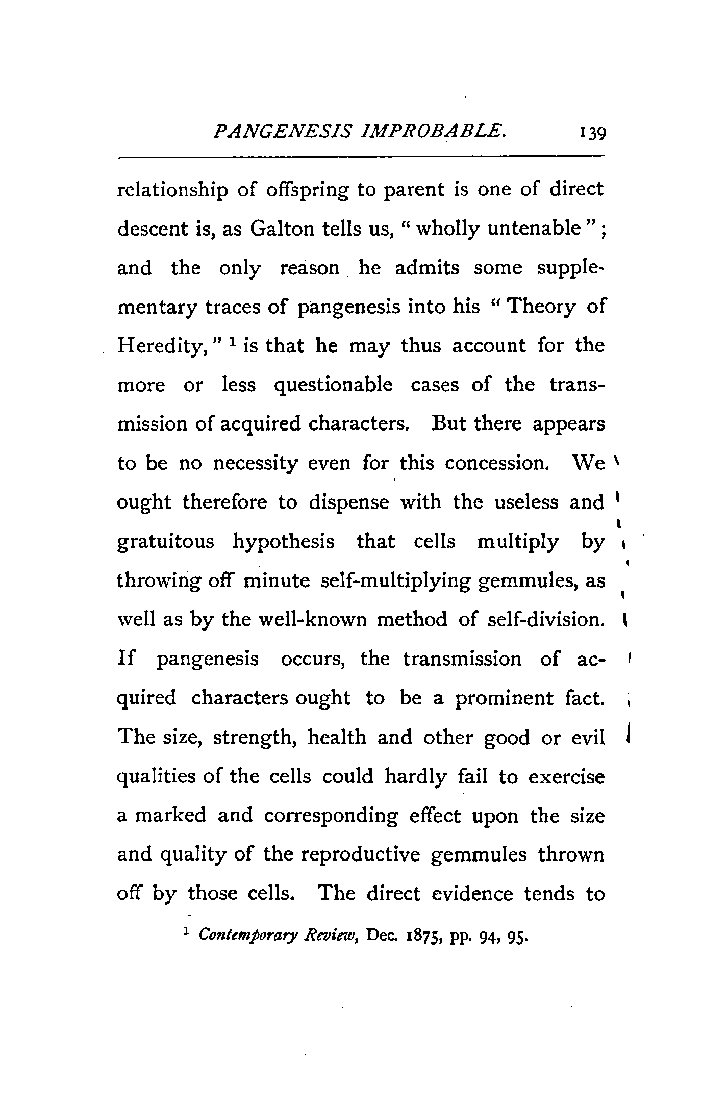 PANGENESIS IMPROBABLE. 139
relationship of offspring to parent is one of direct
descent is, as Galton tells us, “ wholly untenable ” ;
and the only reason he admits some supple-
mentary traces of pangenesis into his “ Theory of
Heredity, ” ¹ is that he may thus account for the
more or less questionable cases of the trans-
mission of acquired characters. But there appears
to be no necessity even for this concession. We
ought therefore to dispense with the useless and
gratuitous hypothesis that cells multiply by
throwing off minute self-multiplying gemmules, as
well as by the well-known method of self-division.
If pangenesis occurs, the transmission of ac-
quired characters ought to be a prominent fact.
The size, strength, health and other good or evil
qualities of the cells could hardly fail to exercise
a marked and corresponding effect upon the size
and quality of the reproductive gemmules thrown
off by those cells. The direct evidence tends to
¹ Contemporary Review, Dec. 1875, pp. 94, 95.